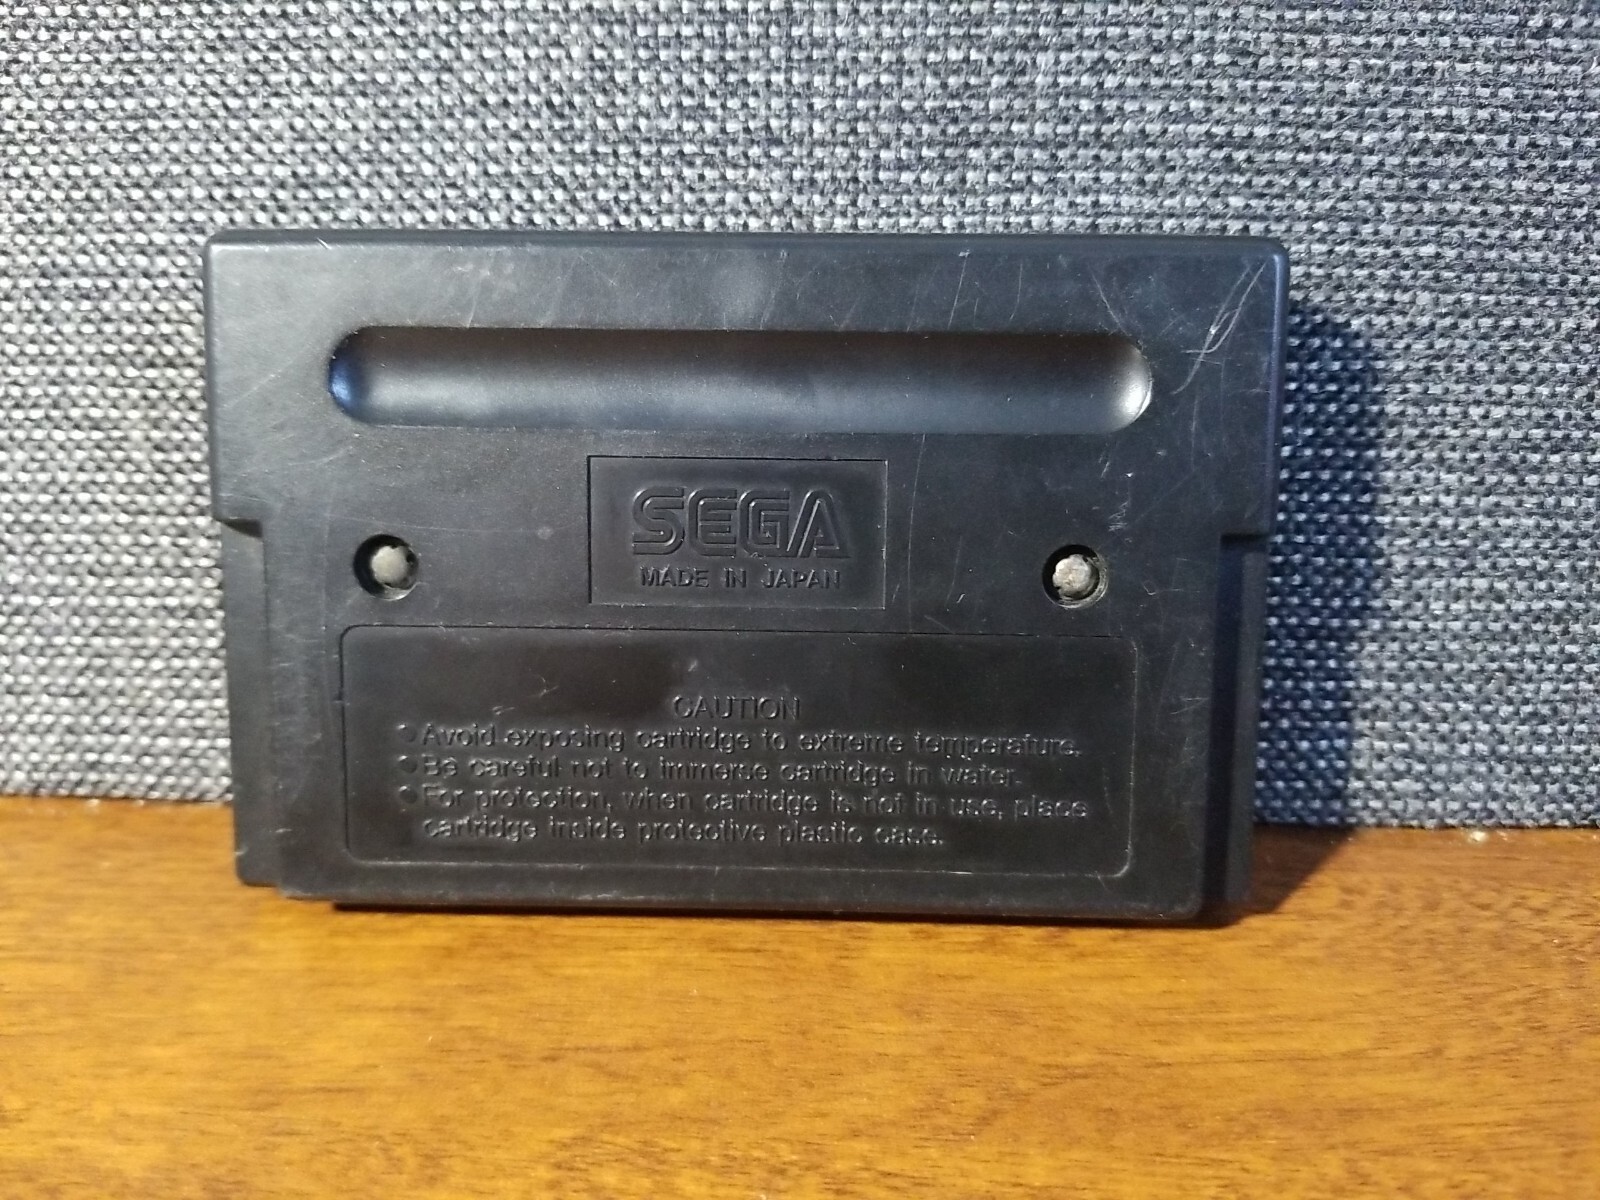 SEGA
MADE IN JAPAN
CAUTION
• Avoid exposing cartridge to extreme temperature.
• Be careful not to immerse cartridge in water.
• For protection, when cartridge is not in use, place
cartridge inside protective plastic case.